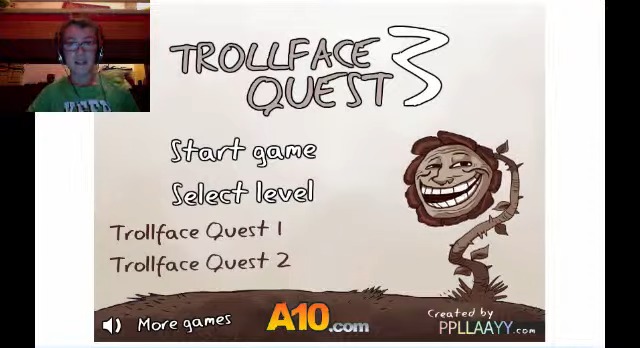 TROLLFACE
QUEST 3
Start game
Select level
Trollface Quest 1
Trollface Quest 2
More games
A10.com
Created by
PPLLAAYY.com
KEEP